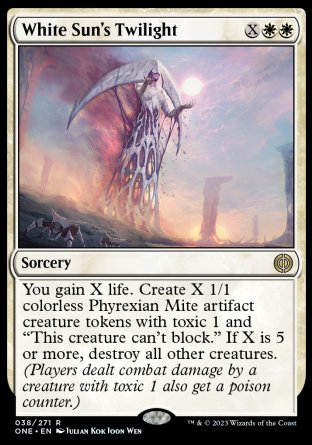 White Sun's Twilight X
Sorcery
You gain X life. Create X 1/1
colorless Phyrexian Mite artifact
creature tokens with toxic 1 and
“This creature can't block.” If X is 5
or more, destroy all other creatures.
(Players dealt combat damage by a
creature with toxic 1 also get a poison
counter.)
038/271 R
ONE • EN Julian Kok Joon Wen
™ & © 2023 Wizards of the Coast